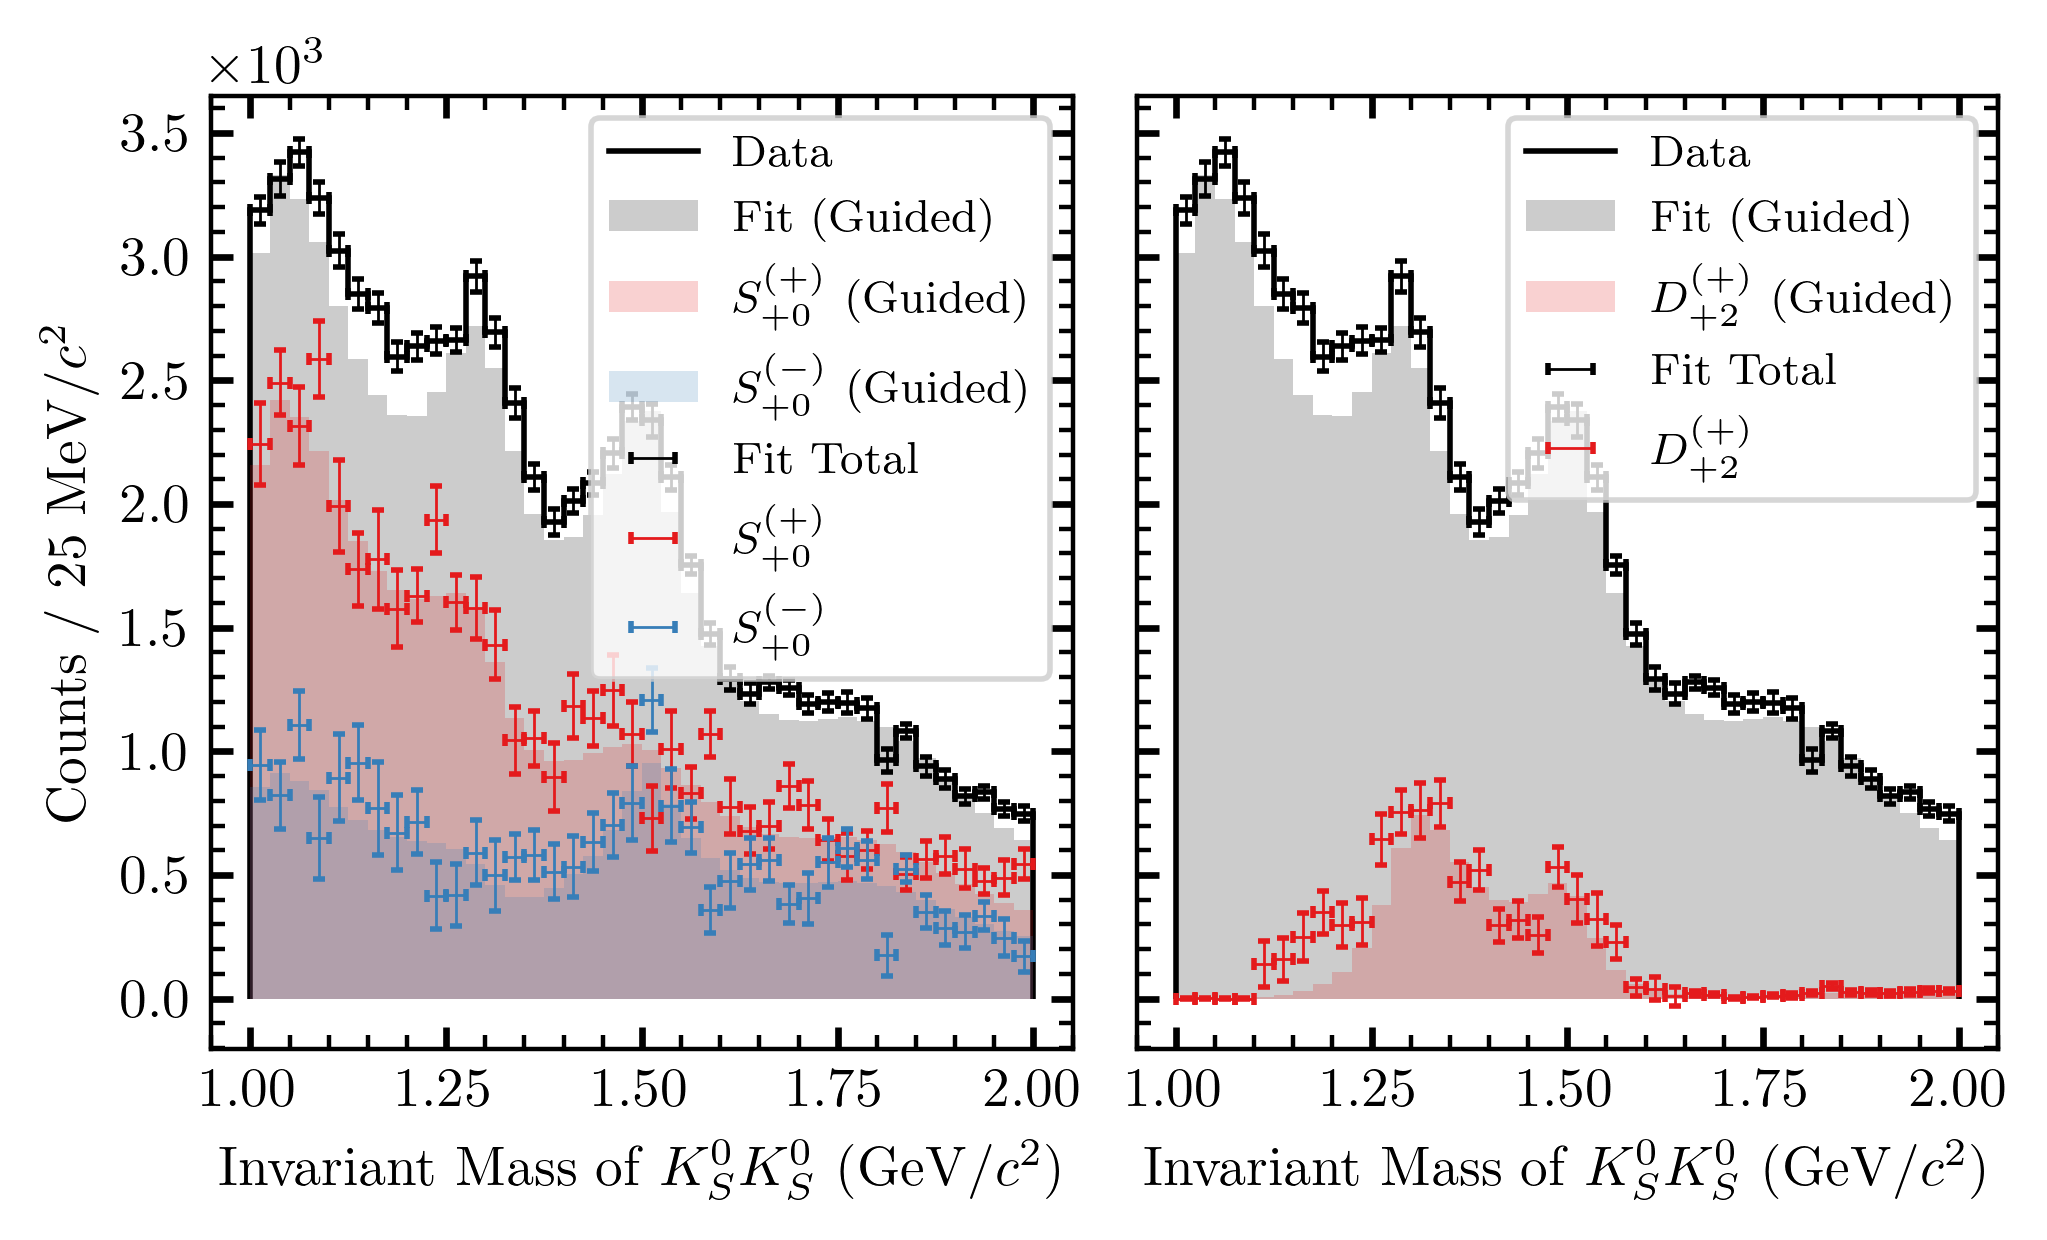 ×10³
3.5
3.0
2.5
2.0
1.5
1.0
0.5
0.0
Counts / 25 MeV/c²
Data
Fit (Guided)
S₊₀⁽⁺⁾ (Guided)
S₊₀⁽⁻⁾ (Guided)
Fit Total
S₊₀⁽⁺⁾
S₊₀⁽⁻⁾
1.00 1.25 1.50 1.75 2.00
Invariant Mass of K⁰_S K⁰_S (GeV/c²)
Data
Fit (Guided)
D₊₂⁽⁺⁾ (Guided)
Fit Total
D₊₂⁽⁺⁾
1.00 1.25 1.50 1.75 2.00
Invariant Mass of K⁰_S K⁰_S (GeV/c²)